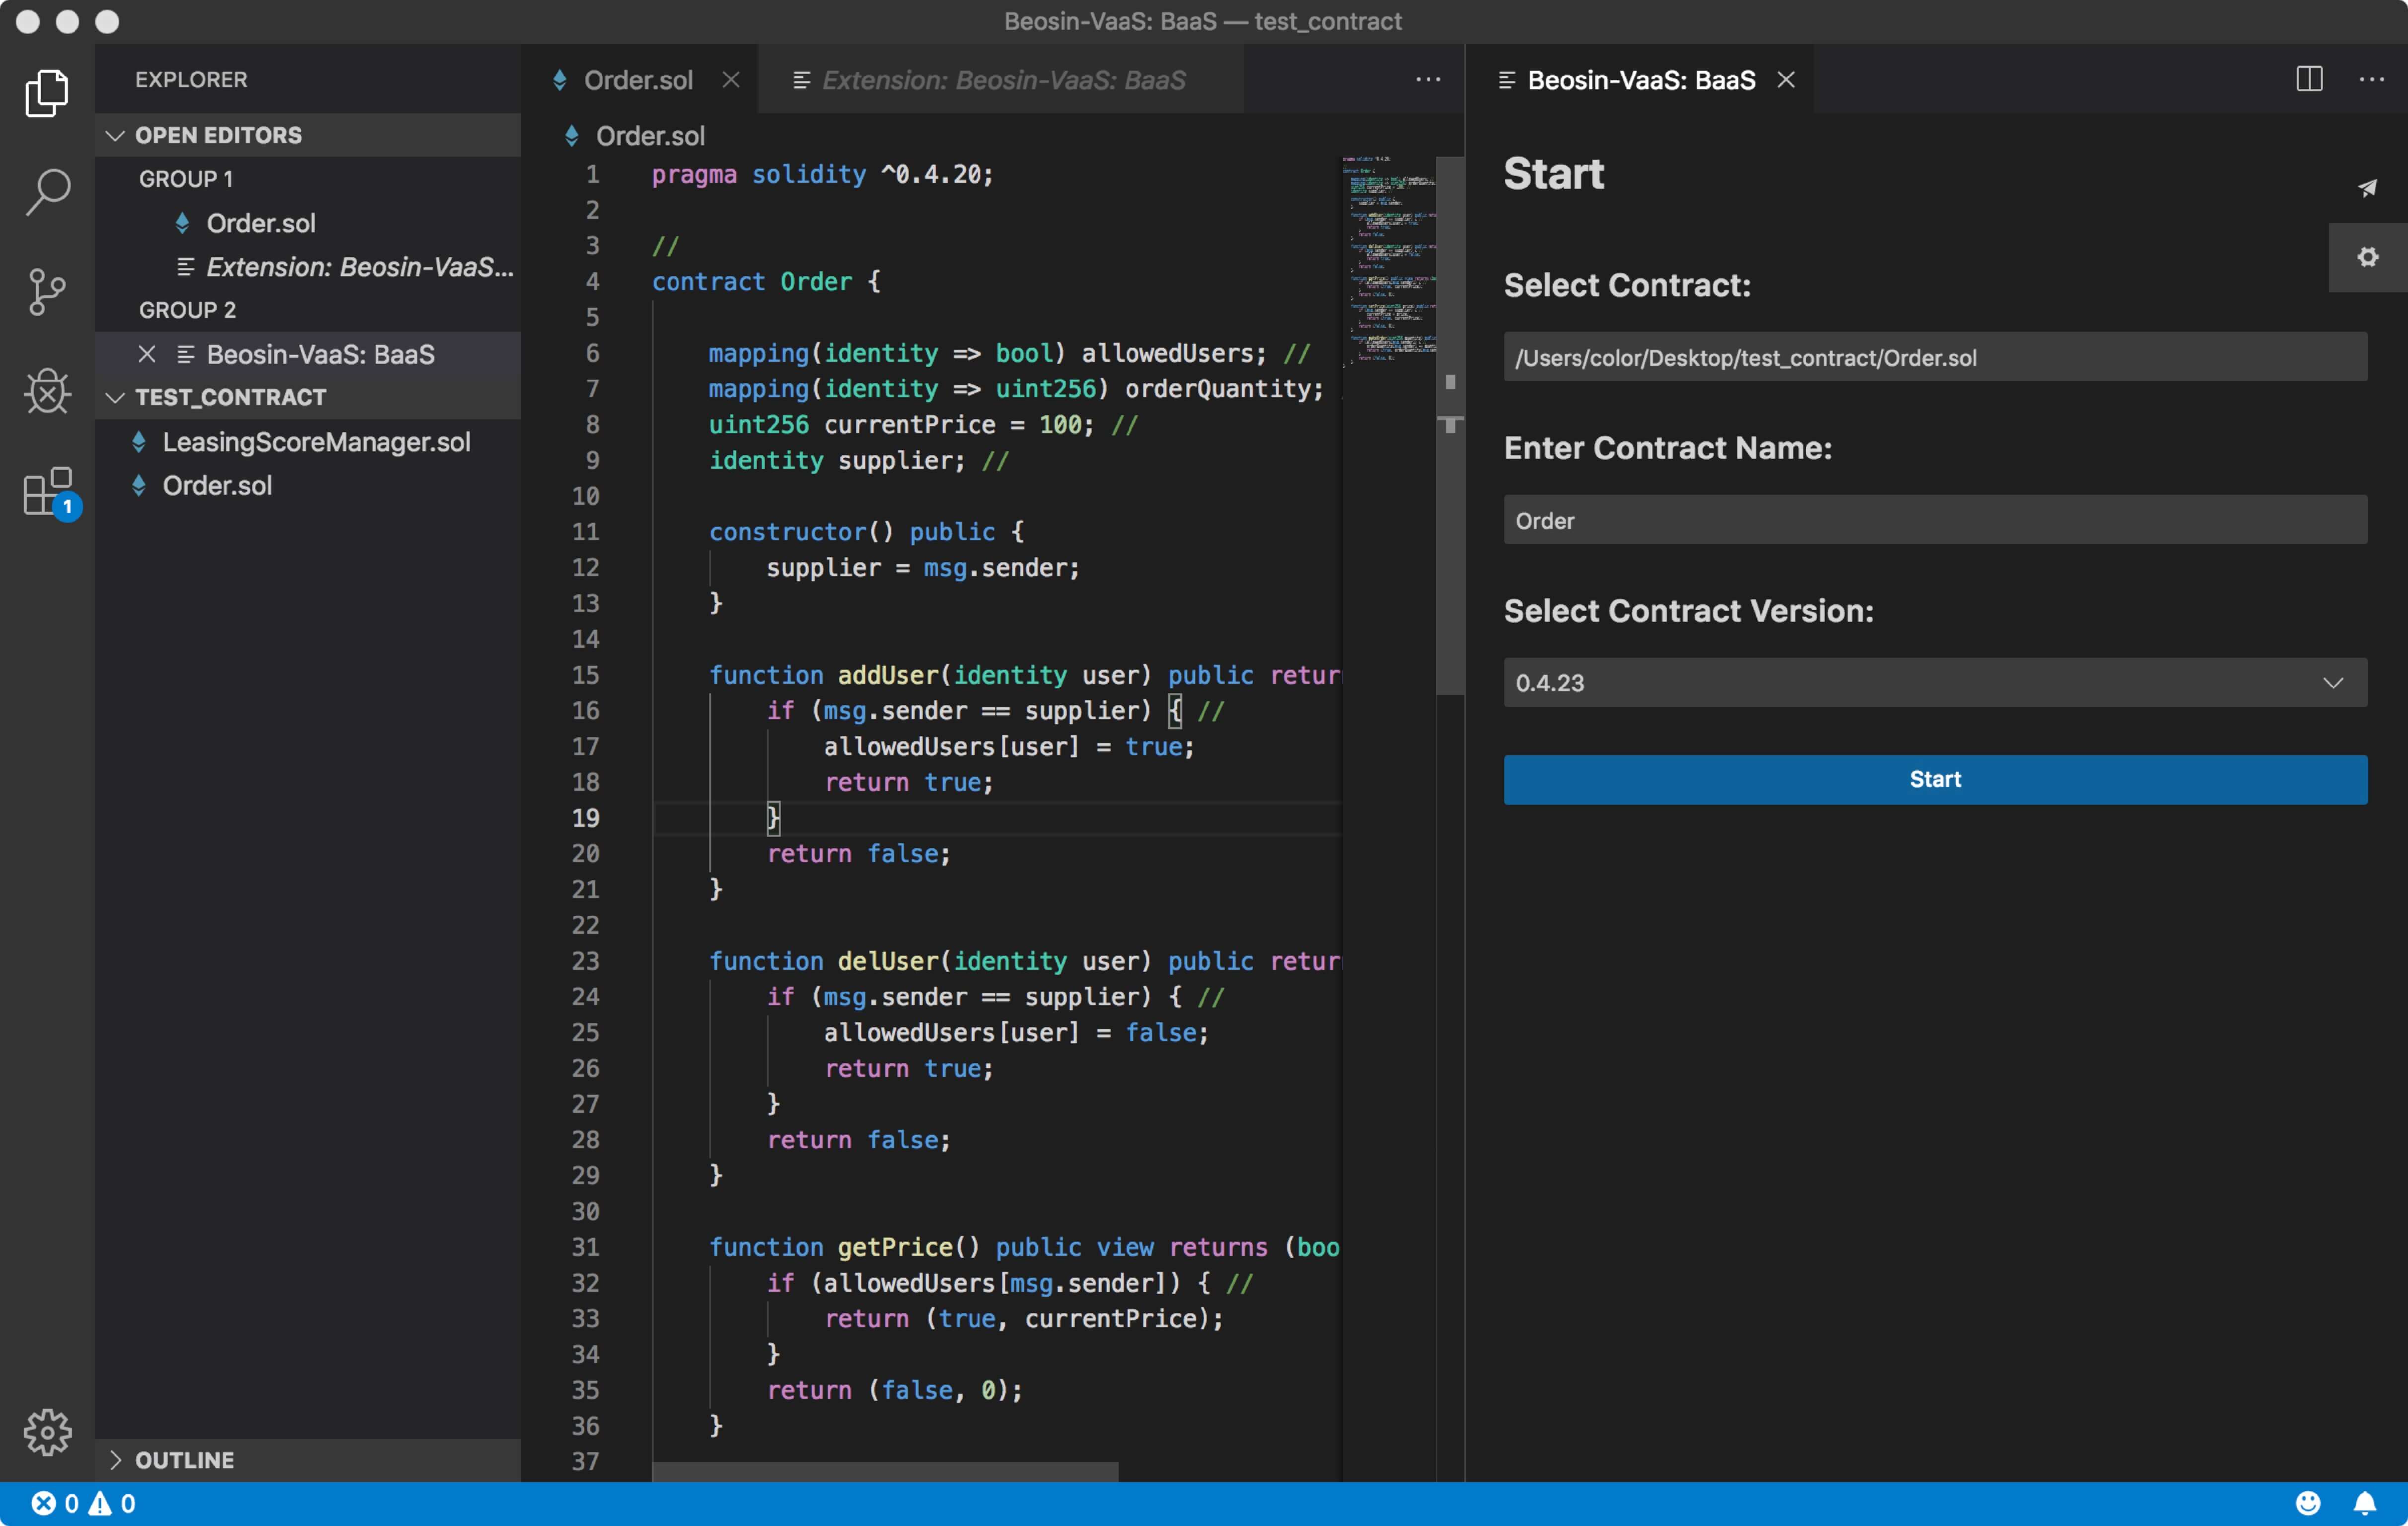 Beosin-VaaS: BaaS — test_contract
EXPLORER
OPEN EDITORS
GROUP 1
Order.sol
Extension: Beosin-VaaS...
GROUP 2
Beosin-VaaS: BaaS
TEST_CONTRACT
LeasingScoreManager.sol
Order.sol
1
OUTLINE
Order.sol
Extension: Beosin-VaaS: BaaS
Order.sol
1 pragma solidity ^0.4.20;
2
3 //
4 contract Order {
5
6 mapping(identity => bool) allowedUsers; //
7 mapping(identity => uint256) orderQuantity;
8 uint256 currentPrice = 100; //
9 identity supplier; //
10
11 constructor() public {
12 supplier = msg.sender;
13 }
14
15 function addUser(identity user) public retur
16 if (msg.sender == supplier) { //
17 allowedUsers[user] = true;
18 return true;
19 }
20 return false;
21 }
22
23 function delUser(identity user) public retur
24 if (msg.sender == supplier) { //
25 allowedUsers[user] = false;
26 return true;
27 }
28 return false;
29 }
30
31 function getPrice() public view returns (boo
32 if (allowedUsers[msg.sender]) { //
33 return (true, currentPrice);
34 }
35 return (false, 0);
36 }
37
Beosin-VaaS: BaaS
Start
Select Contract:
/Users/color/Desktop/test_contract/Order.sol
Enter Contract Name:
Order
Select Contract Version:
0.4.23
Start
0 0